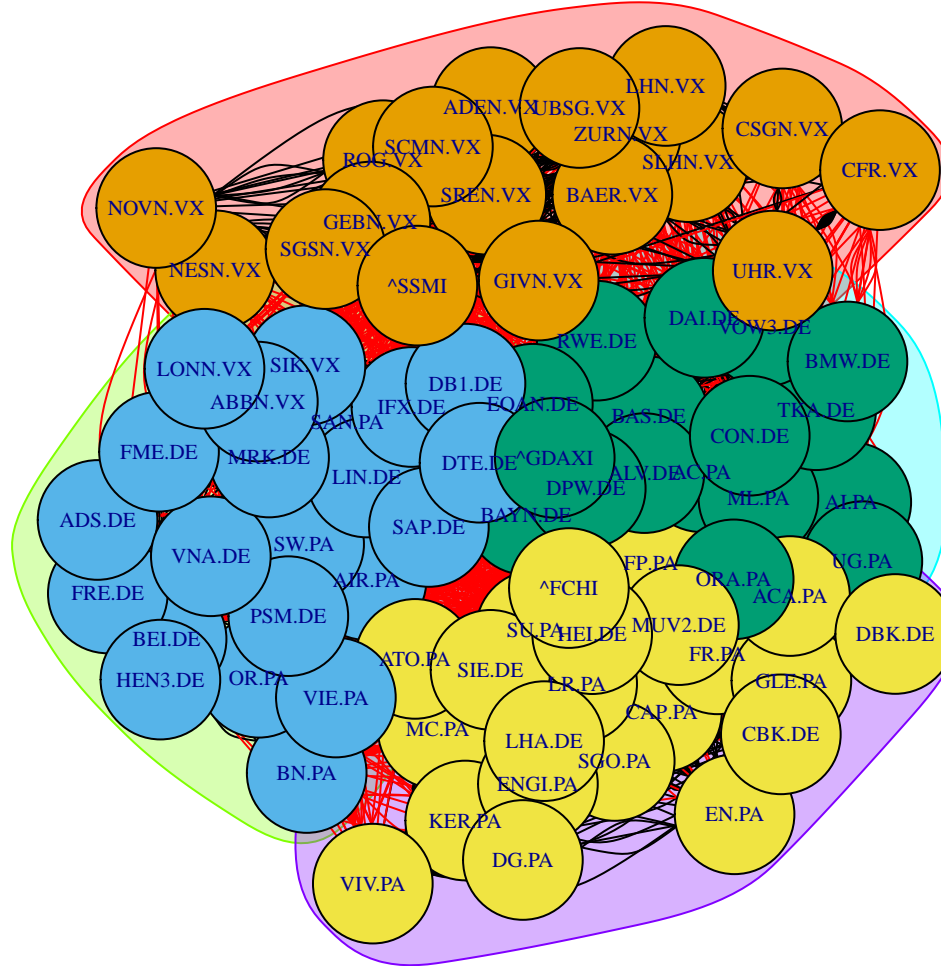 LHN.VX
ADEN.VX
UBSG.VX
CSGN.VX
ZURN.VX
SCMN.VX
ROG.VX
SLHN.VX
CFR.VX
SREN.VX
BAER.VX
NOVN.VX
GEBN.VX
SGSN.VX
NESN.VX
UHR.VX
^SSMI
GIVN.VX
DAI.DE
VOW3.DE
RWE.DE
BMW.DE
LONN.VX
SIK.VX
DB1.DE
ABBN.VX
IFX.DE
EOAN.DE
TKA.DE
SAN.PA
BAS.DE
CON.DE
FME.DE
MRK.DE
^GDAXI
DTE.DE
LIN.DE
ALV.DE
AC.PA
DPW.DE
ML.PA
AI.PA
ADS.DE
BAYN.DE
SAP.DE
SW.PA
VNA.DE
FP.PA
UG.PA
AIR.PA
^FCHI
ORA.PA
FRE.DE
ACA.PA
PSM.DE
SU.PA
HEI.DE
MUV2.DE
DBK.DE
BEI.DE
FR.PA
ATO.PA
SIE.DE
HEN3.DE
OR.PA
LR.PA
GLE.PA
VIE.PA
CAP.PA
MC.PA
LHA.DE
CBK.DE
SGO.PA
BN.PA
ENGI.PA
EN.PA
KER.PA
DG.PA
VIV.PA